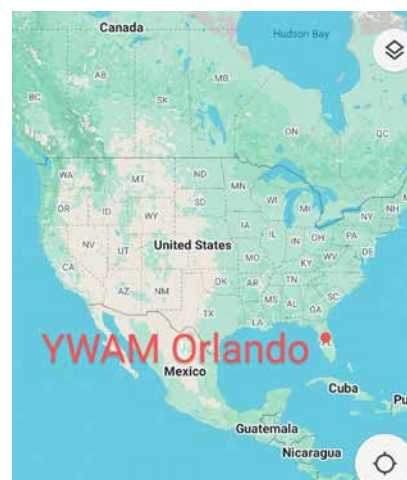 Canada
Hudson Bay
AB
MB
BC
SK
ON
QC
WA
MT
ND
MN
OR
ID
SD
WI
MI
NY
NH
WY
IA
PA
NV
UT
United States
IL
IN
OH
DE
MO
KY
WV
CA
AZ
NM
OK
AR
TN
SC
MS
AL
GA
TX
LA
YWAM Orlando
Mexico
Cuba
Pu
Guatemala
Nicaragua